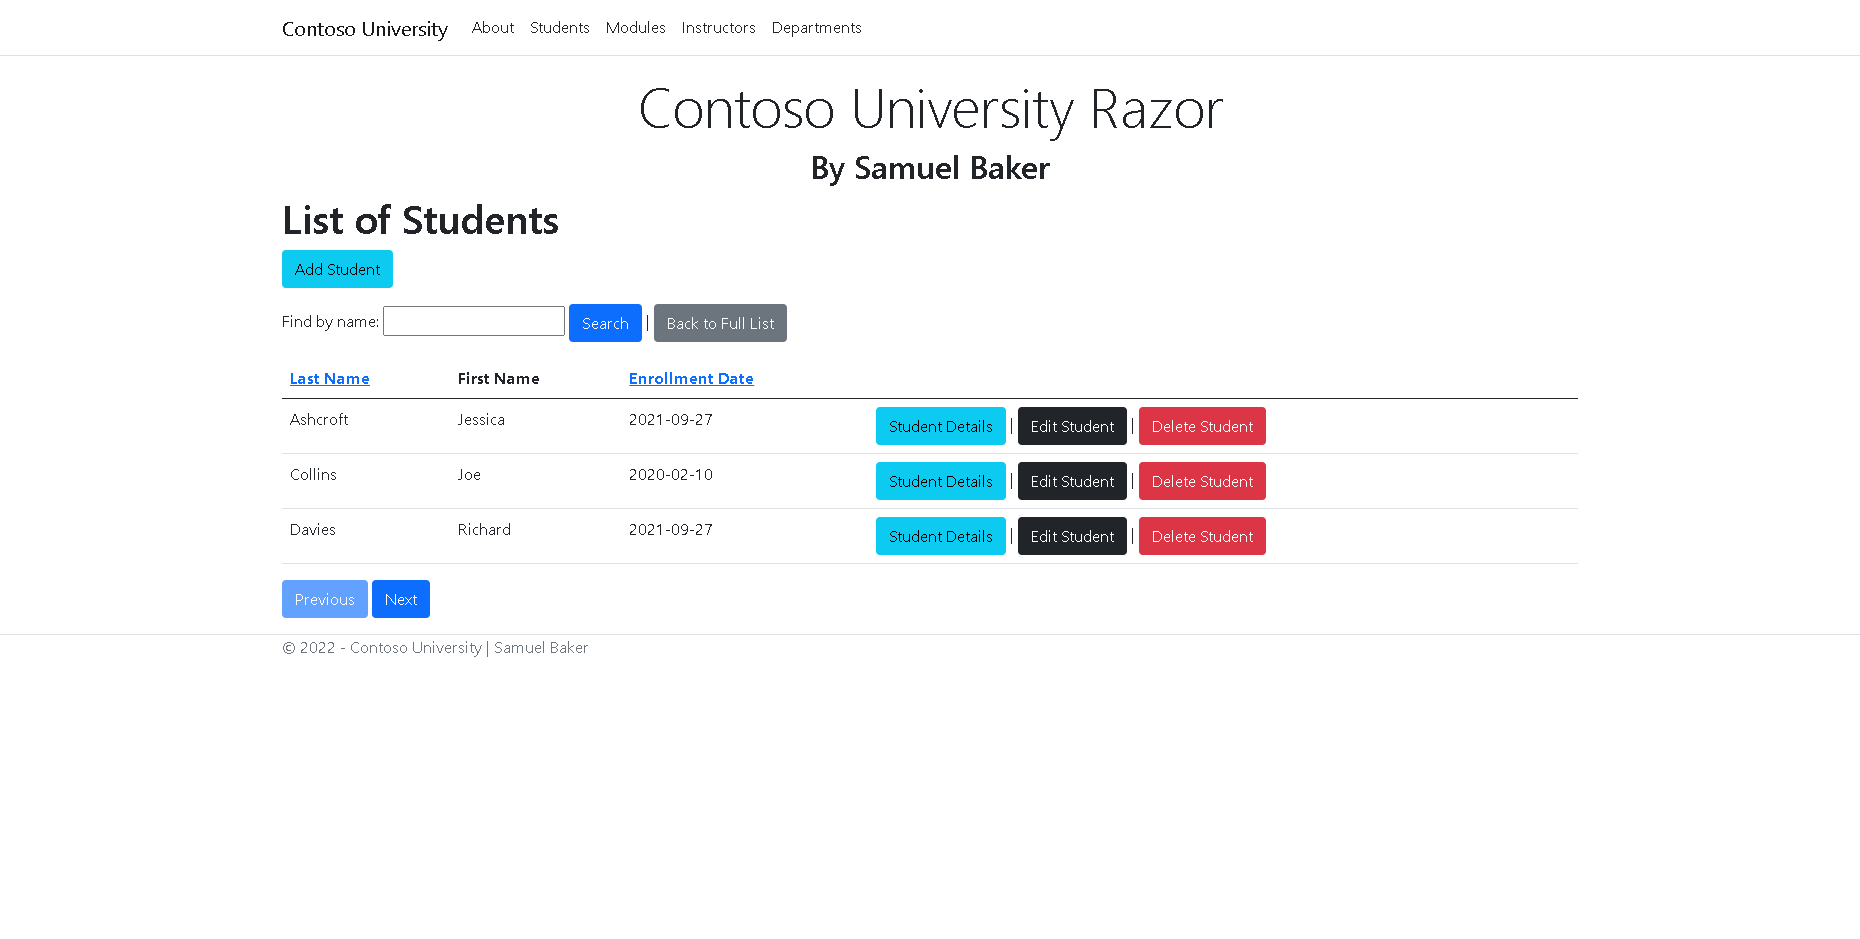 Contoso University About Students Modules Instructors Departments
Contoso University Razor
By Samuel Baker
List of Students
Add Student
Find by name: Search | Back to Full List
Last Name First Name Enrollment Date
Ashcroft Jessica 2021-09-27 Student Details | Edit Student | Delete Student
Collins Joe 2020-02-10 Student Details | Edit Student | Delete Student
Davies Richard 2021-09-27 Student Details | Edit Student | Delete Student
Previous Next
© 2022 - Contoso University | Samuel Baker